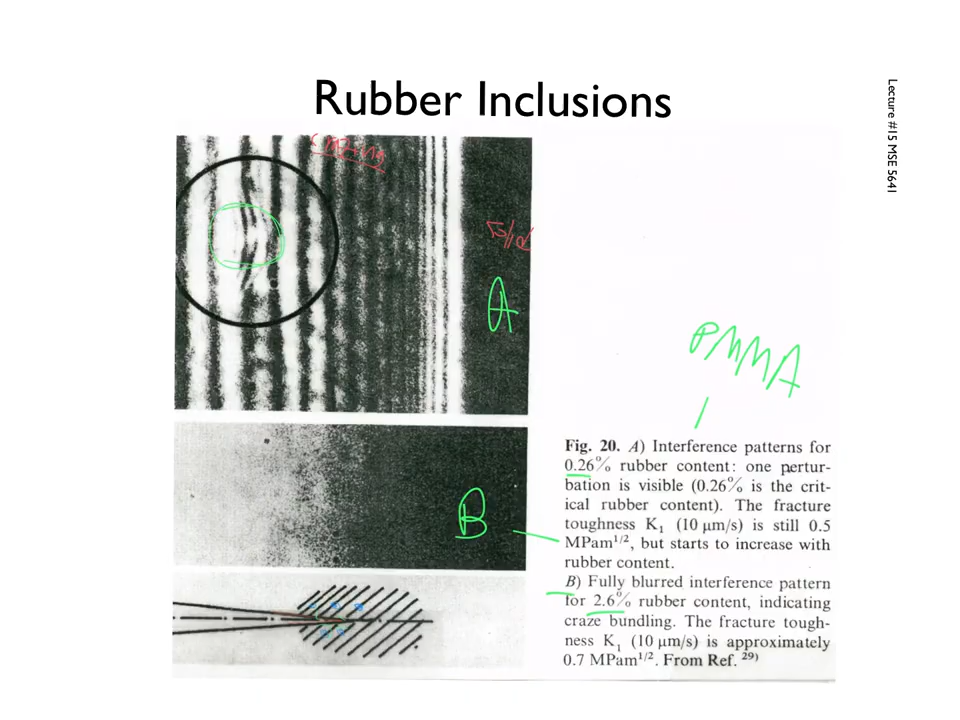 Rubber Inclusions
Lecture #15 MSE 5641
crazing
solid
A
PMMA
B
Fig. 20. A) Interference patterns for
0.26% rubber content: one pertur-
bation is visible (0.26% is the crit-
ical rubber content). The fracture
toughness K₁ (10 μm/s) is still 0.5
MPam¹/², but starts to increase with
rubber content.
B) Fully blurred interference pattern
for 2.6% rubber content, indicating
craze bundling. The fracture tough-
ness K₁ (10 μm/s) is approximately
0.7 MPam¹/². From Ref. ²⁹⁾